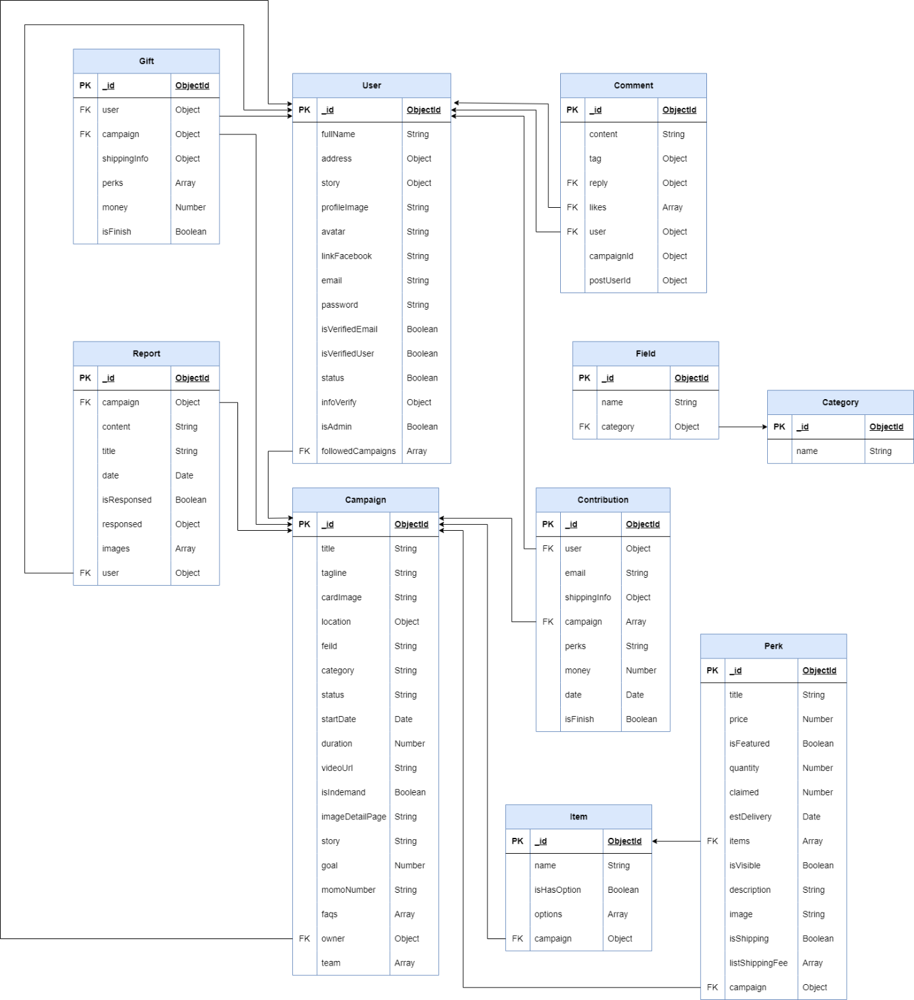 Gift
PK _id ObjectId
FK user Object
FK campaign Object
shippingInfo Object
perks Array
money Number
isFinish Boolean
User
PK _id ObjectId
fullName String
address Object
story Object
profileImage String
avatar String
linkFacebook String
email String
password String
isVerifiedEmail Boolean
isVerifiedUser Boolean
status Boolean
infoVerify Object
isAdmin Boolean
FK followedCampaigns Array
Comment
PK _id ObjectId
content String
tag Object
FK reply Object
FK likes Array
FK user Object
campaignId Object
postUserId Object
Report
PK _id ObjectId
FK campaign Object
content String
title String
date Date
isResponsed Boolean
responsed Object
images Array
FK user Object
Field
PK _id ObjectId
name String
FK category Object
Category
PK _id ObjectId
name String
Campaign
PK _id ObjectId
title String
tagline String
cardImage String
location Object
feild String
category String
status String
startDate Date
duration Number
videoUrl String
isIndemand Boolean
imageDetailPage String
story String
goal Number
momoNumber String
faqs Array
FK owner Object
team Array
Contribution
PK _id ObjectId
FK user Object
email String
shippingInfo Object
FK campaign Array
perks String
money Number
date Date
isFinish Boolean
Perk
PK _id ObjectId
title String
price Number
isFeatured Boolean
quantity Number
claimed Number
estDelivery Date
FK items Array
isVisible Boolean
description String
image String
isShipping Boolean
listShippingFee Array
FK campaign Object
Item
PK _id ObjectId
name String
isHasOption Boolean
options Array
FK campaign Object